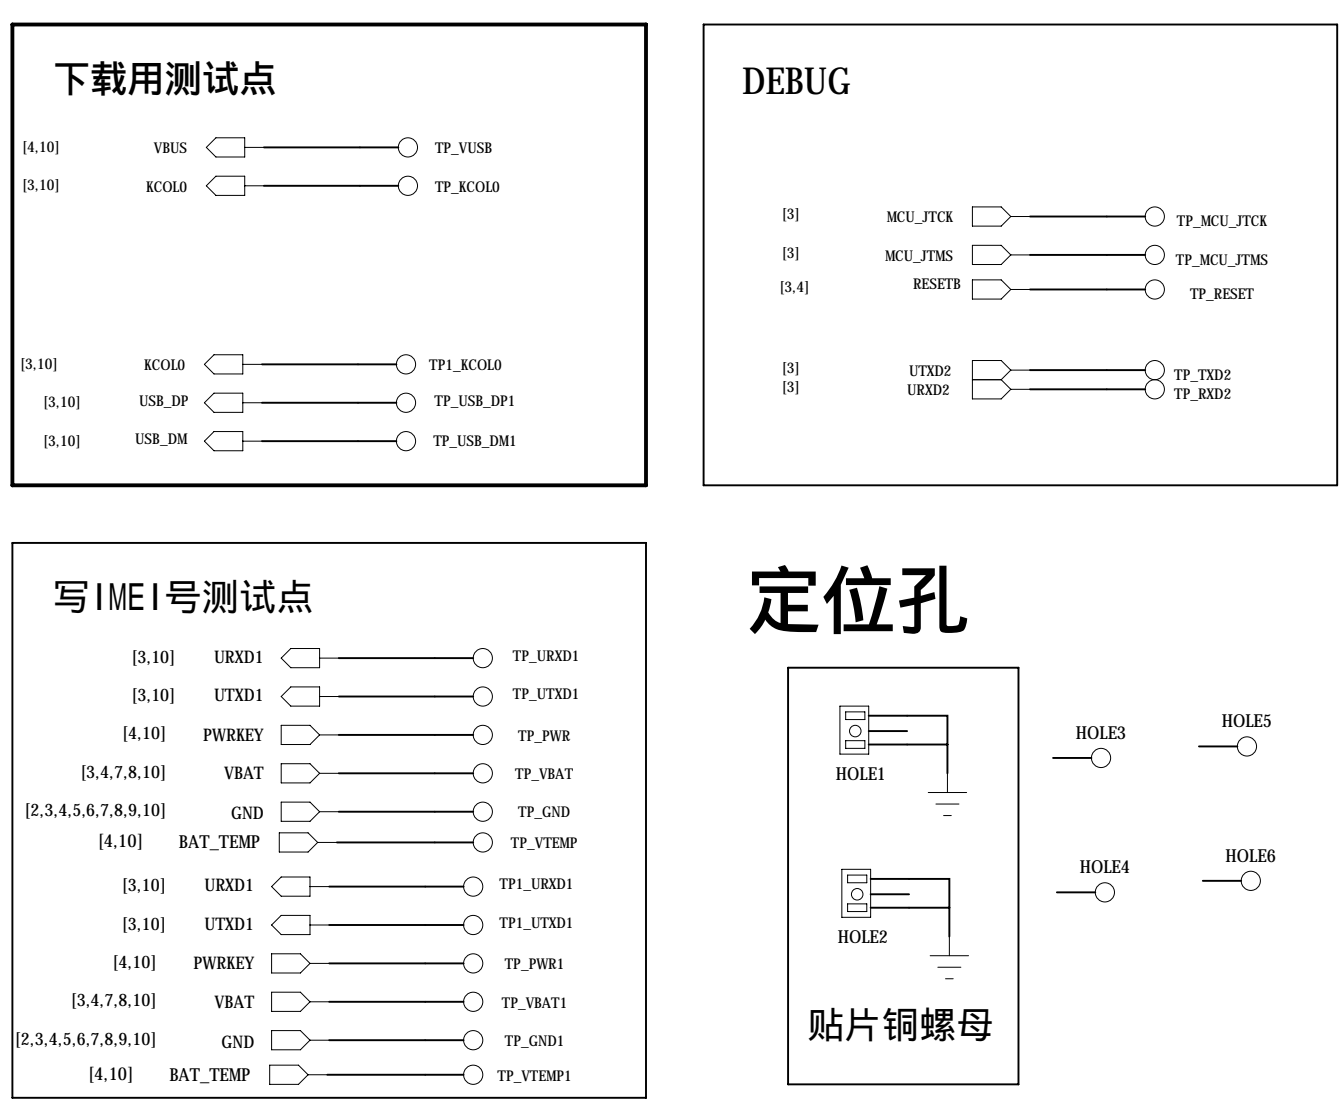 下载用测试点
[4,10] VBUS TP_VUSB
[3,10] KCOL0 TP_KCOL0
[3,10] KCOL0 TP1_KCOL0
[3,10] USB_DP TP_USB_DP1
[3,10] USB_DM TP_USB_DM1
DEBUG
[3] MCU_JTCK TP_MCU_JTCK
[3] MCU_JTMS TP_MCU_JTMS
[3,4] RESETB TP_RESET
[3] UTXD2 TP_TXD2
[3] URXD2 TP_RXD2
写IMEI号测试点
[3,10] URXD1 TP_URXD1
[3,10] UTXD1 TP_UTXD1
[4,10] PWRKEY TP_PWR
[3,4,7,8,10] VBAT TP_VBAT
[2,3,4,5,6,7,8,9,10] GND TP_GND
[4,10] BAT_TEMP TP_VTEMP
[3,10] URXD1 TP1_URXD1
[3,10] UTXD1 TP1_UTXD1
[4,10] PWRKEY TP_PWR1
[3,4,7,8,10] VBAT TP_VBAT1
[2,3,4,5,6,7,8,9,10] GND TP_GND1
[4,10] BAT_TEMP TP_VTEMP1
定位孔
HOLE1
HOLE2
贴片铜螺母
HOLE3
HOLE5
HOLE4
HOLE6